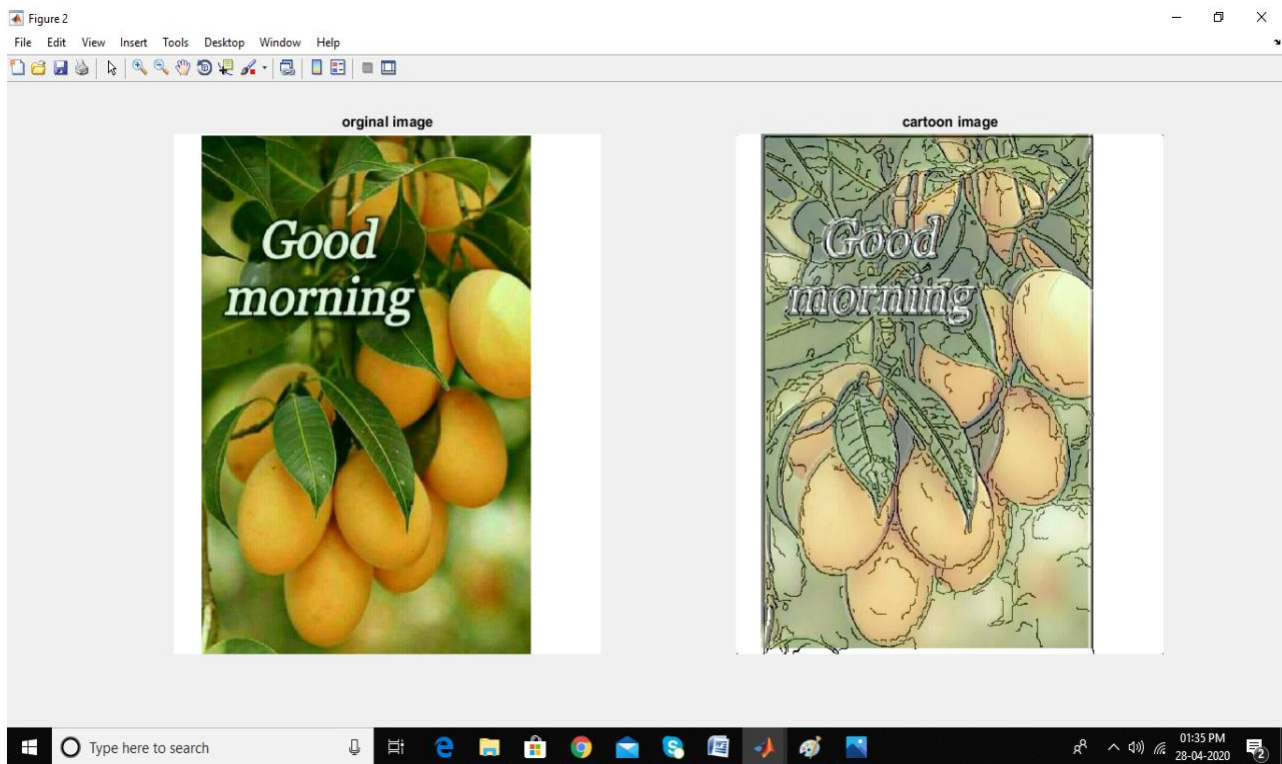 Figure 2
File Edit View Insert Tools Desktop Window Help
orginal image
cartoon image
Good
morning
Good
morning
Type here to search
01:35 PM
28-04-2020
2